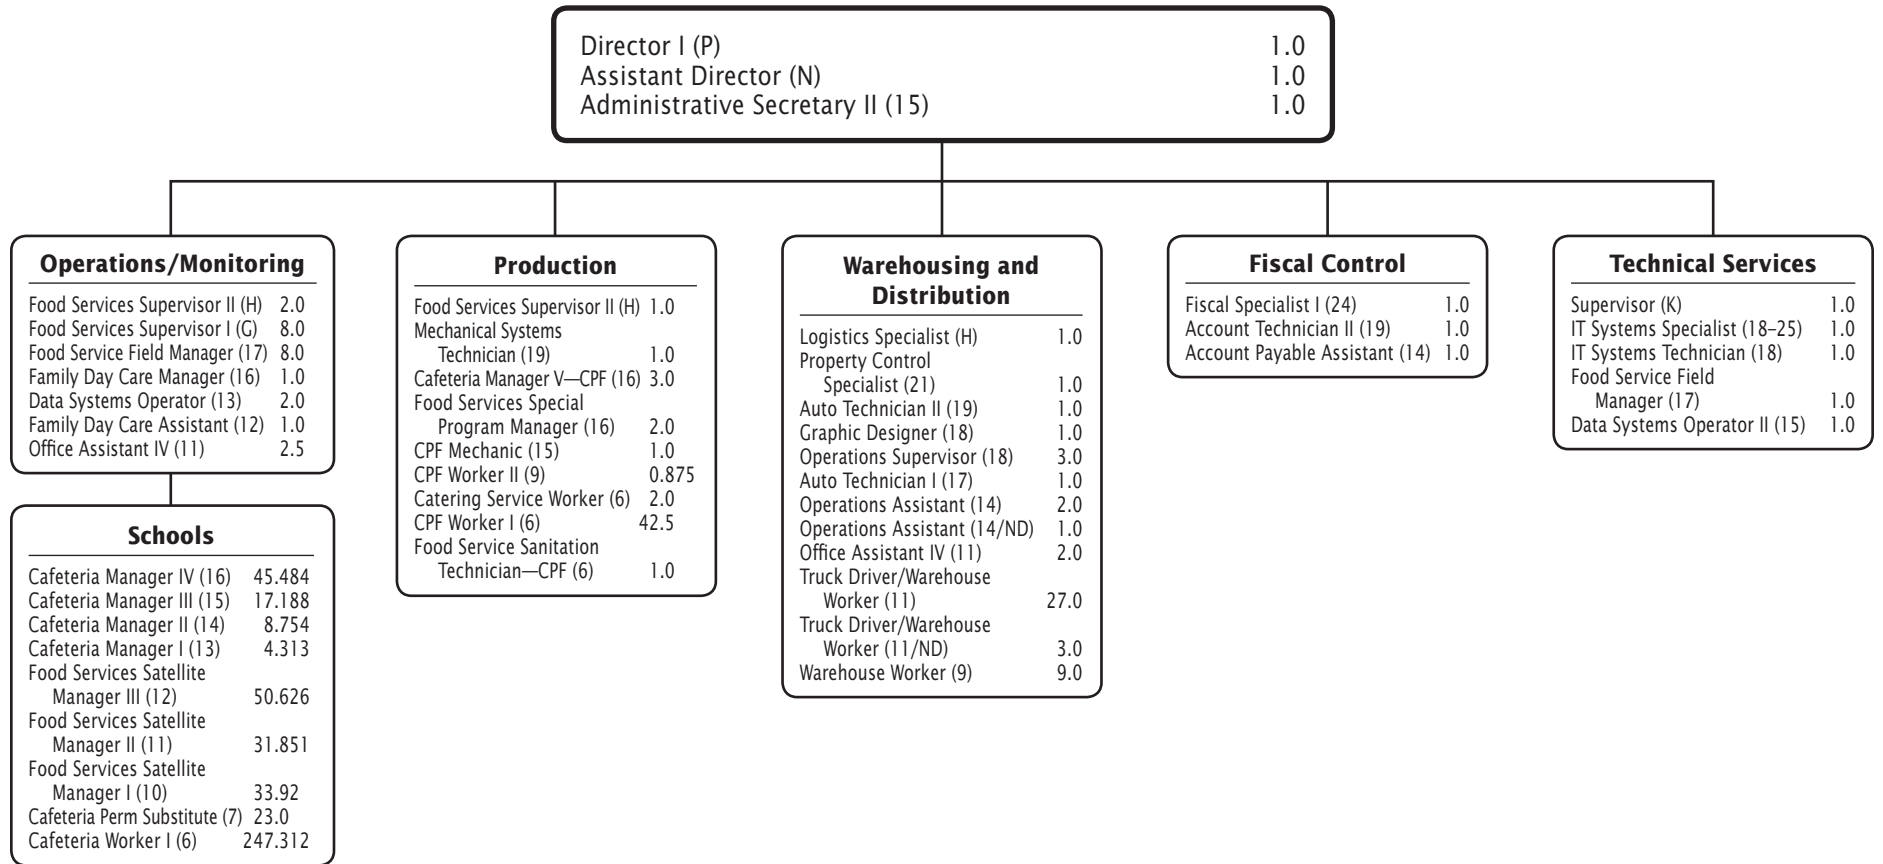 Director I (P) 1.0
Assistant Director (N) 1.0
Administrative Secretary II (15) 1.0
Operations/Monitoring
Food Services Supervisor II (H) 2.0
Food Services Supervisor I (G) 8.0
Food Service Field Manager (17) 8.0
Family Day Care Manager (16) 1.0
Data Systems Operator (13) 2.0
Family Day Care Assistant (12) 1.0
Office Assistant IV (11) 2.5
Schools
Cafeteria Manager IV (16) 45.484
Cafeteria Manager III (15) 17.188
Cafeteria Manager II (14) 8.754
Cafeteria Manager I (13) 4.313
Food Services Satellite
Manager III (12) 50.626
Food Services Satellite
Manager II (11) 31.851
Food Services Satellite
Manager I (10) 33.92
Cafeteria Perm Substitute (7) 23.0
Cafeteria Worker I (6) 247.312
Production
Food Services Supervisor II (H) 1.0
Mechanical Systems
Technician (19) 1.0
Cafeteria Manager V—CPF (16) 3.0
Food Services Special
Program Manager (16) 2.0
CPF Mechanic (15) 1.0
CPF Worker II (9) 0.875
Catering Service Worker (6) 2.0
CPF Worker I (6) 42.5
Food Service Sanitation
Technician—CPF (6) 1.0
Warehousing and
Distribution
Logistics Specialist (H) 1.0
Property Control
Specialist (21) 1.0
Auto Technician II (19) 1.0
Graphic Designer (18) 1.0
Operations Supervisor (18) 3.0
Auto Technician I (17) 1.0
Operations Assistant (14) 2.0
Operations Assistant (14/ND) 1.0
Office Assistant IV (11) 2.0
Truck Driver/Warehouse
Worker (11) 27.0
Truck Driver/Warehouse
Worker (11/ND) 3.0
Warehouse Worker (9) 9.0
Fiscal Control
Fiscal Specialist I (24) 1.0
Account Technician II (19) 1.0
Account Payable Assistant (14) 1.0
Technical Services
Supervisor (K) 1.0
IT Systems Specialist (18–25) 1.0
IT Systems Technician (18) 1.0
Food Service Field
Manager (17) 1.0
Data Systems Operator II (15) 1.0